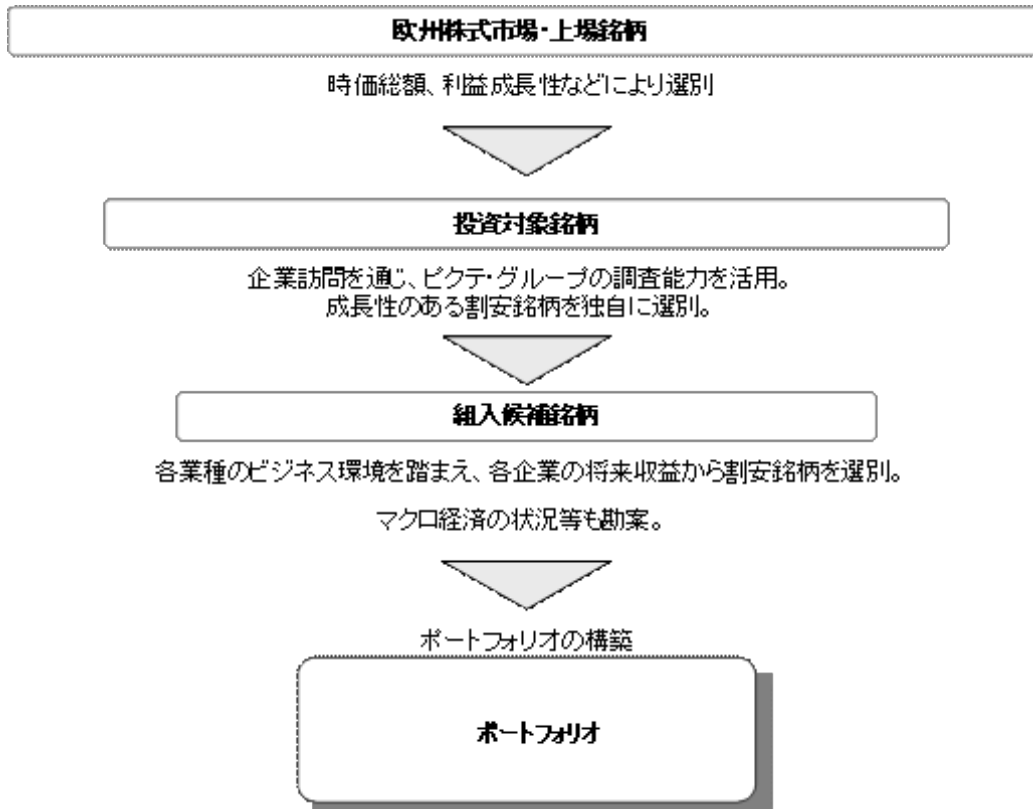 欧州株式市場・上場銘柄
時価総額、利益成長性などにより選別
投資対象銘柄
企業訪問を通じ、ピクテ・グループの調査能力を活用。
成長性のある割安銘柄を独自に選別。
組入候補銘柄
各業種のビジネス環境を踏まえ、各企業の将来収益から割安銘柄を選別。
マクロ経済の状況等も勘案。
ポートフォリオの構築
ポートフォリオ